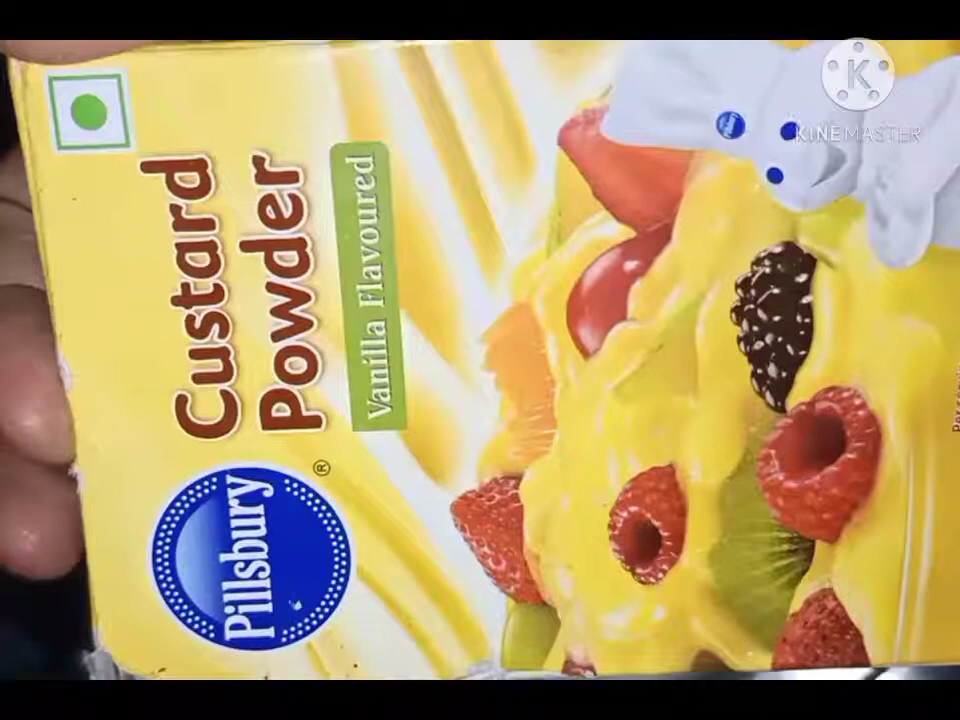 Pillsbury
®
Custard
Powder
Vanilla Flavoured
K
KINEMASTER